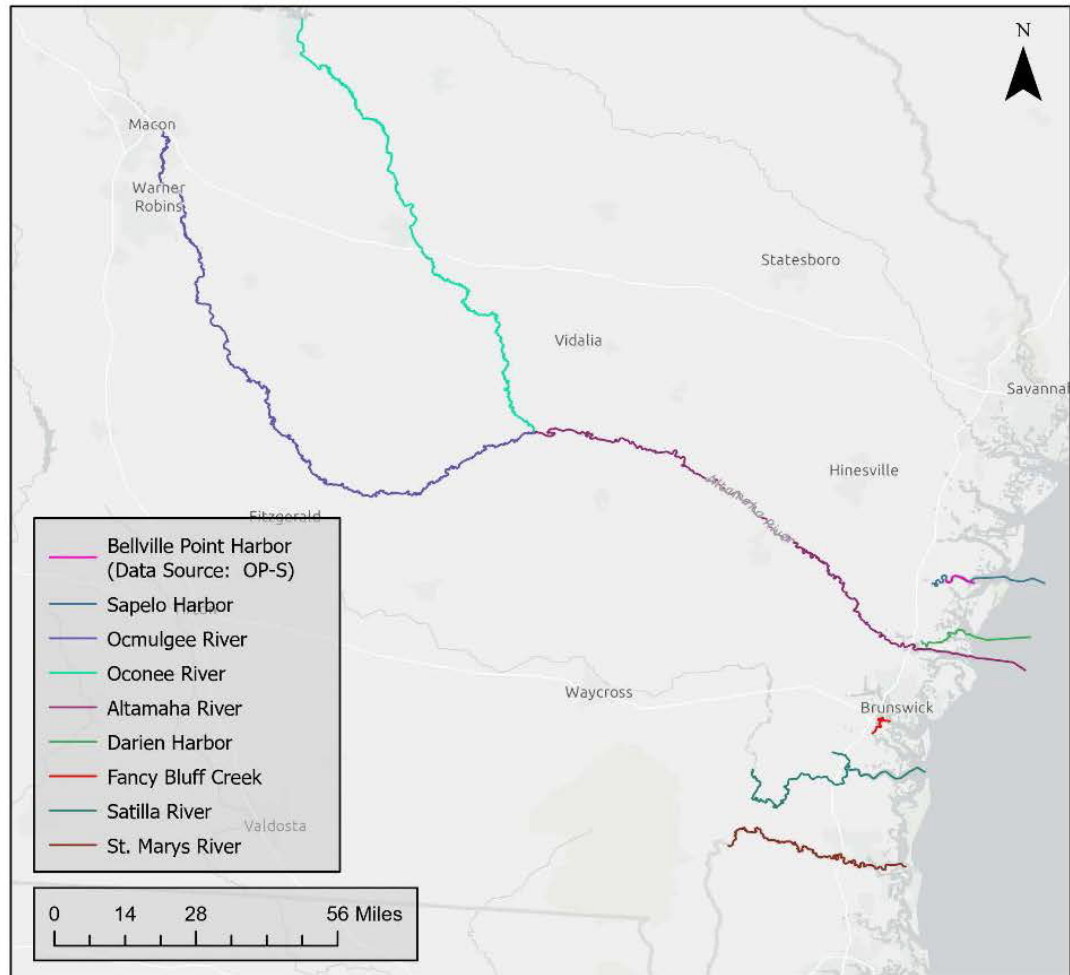 N
Macon
Warner
Robins
Statesboro
Vidalia
Savannah
Hinesville
Altamaha River
Fitzgerald
Waycross
Brunswick
Valdosta
Bellville Point Harbor
(Data Source: OP-S)
Sapelo Harbor
Ocmulgee River
Oconee River
Altamaha River
Darien Harbor
Fancy Bluff Creek
Satilla River
St. Marys River
0 14 28 56 Miles